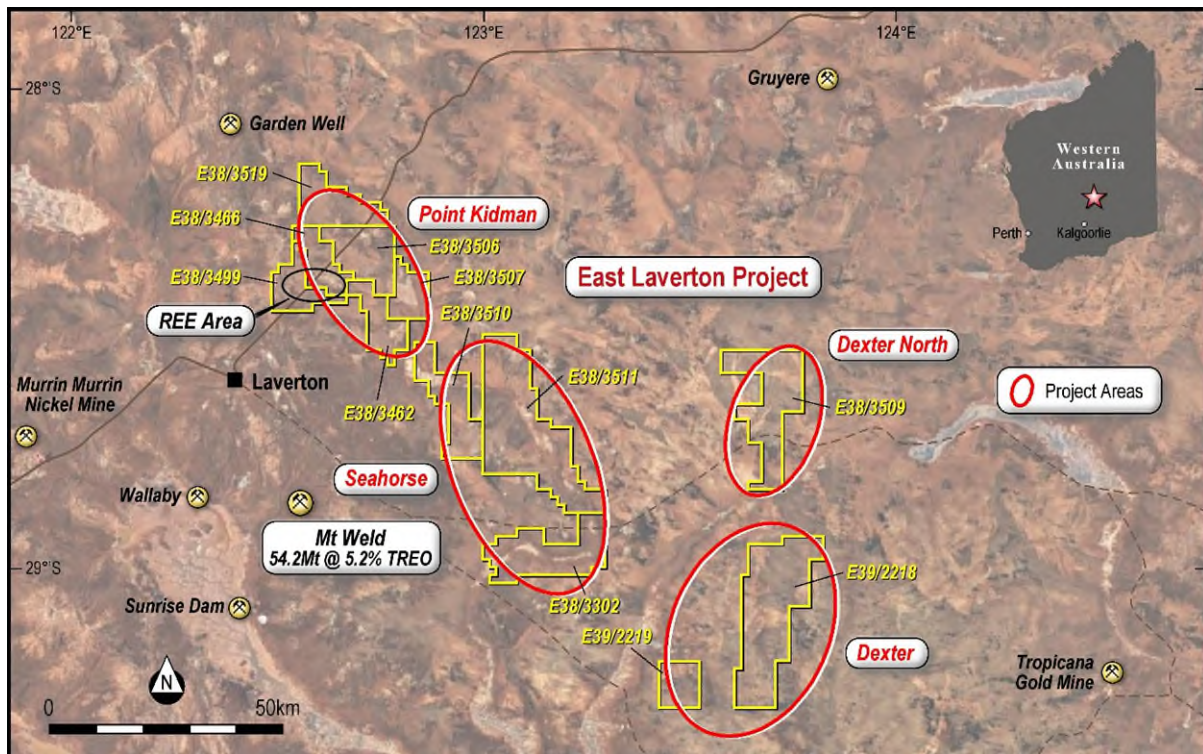 122°E
123°E
124°E
28°S
Gruyere
Garden Well
Western
Australia
Perth
Kalgoorlie
E38/3519
E38/3466
Point Kidman
E38/3506
E38/3499
E38/3507
East Laverton Project
REE Area
E38/3510
Dexter North
Laverton
E38/3511
Project Areas
Murrin Murrin
Nickel Mine
E38/3462
E38/3509
Seahorse
Wallaby
Mt Weld
54.2Mt @ 5.2% TREO
29°S
E39/2218
Sunrise Dam
E38/3302
E39/2219
Dexter
Tropicana
Gold Mine
N
0
50km